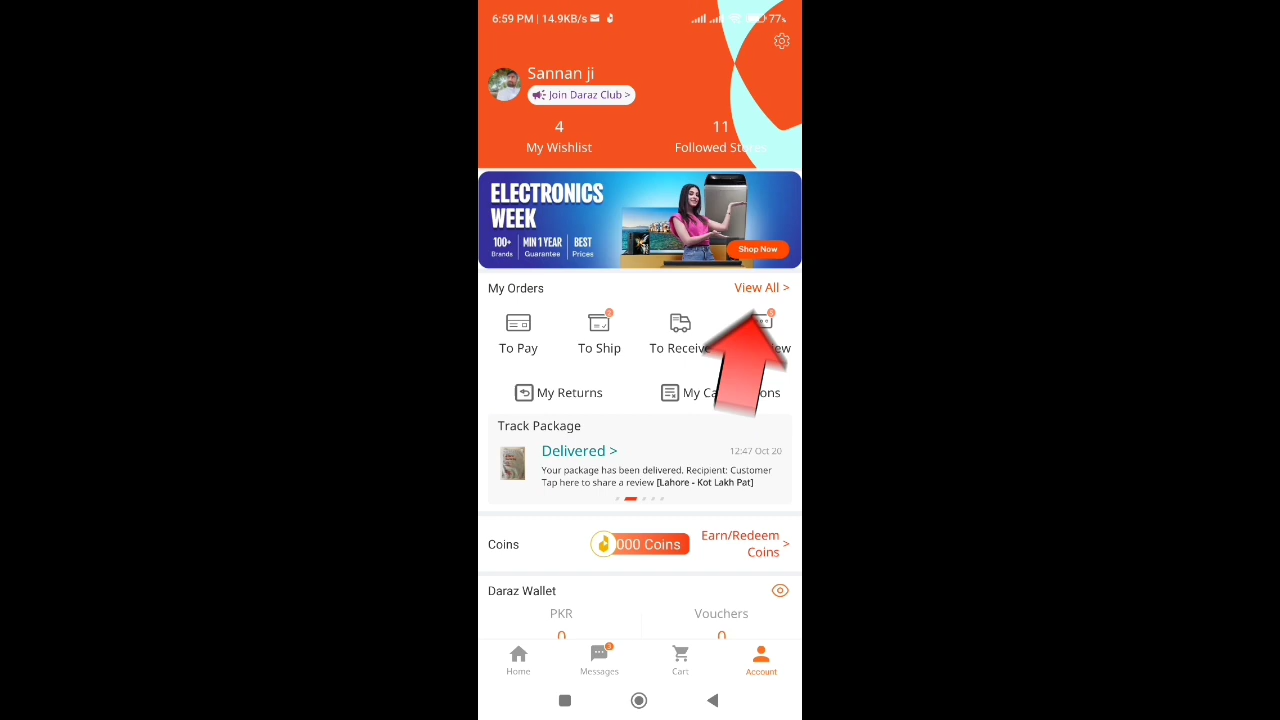 6:59 PM | 14.9KB/s
77%
Sannan ji
Join Daraz Club >
4
11
My Wishlist
Followed Stores
ELECTRONICS
WEEK
100+ Brands
MIN 1 YEAR Guarantee
BEST Prices
Shop Now
My Orders
View All >
To Pay
To Ship
To Receive
My Returns
My
Track Package
Delivered >
12:47 Oct 20
Your package has been delivered. Recipient: Customer
Tap here to share a review [Lahore - Kot Lakh Pat]
Coins
000 Coins
Earn/Redeem
Coins >
Daraz Wallet
PKR
Vouchers
0
0
Home
Messages
Cart
Account